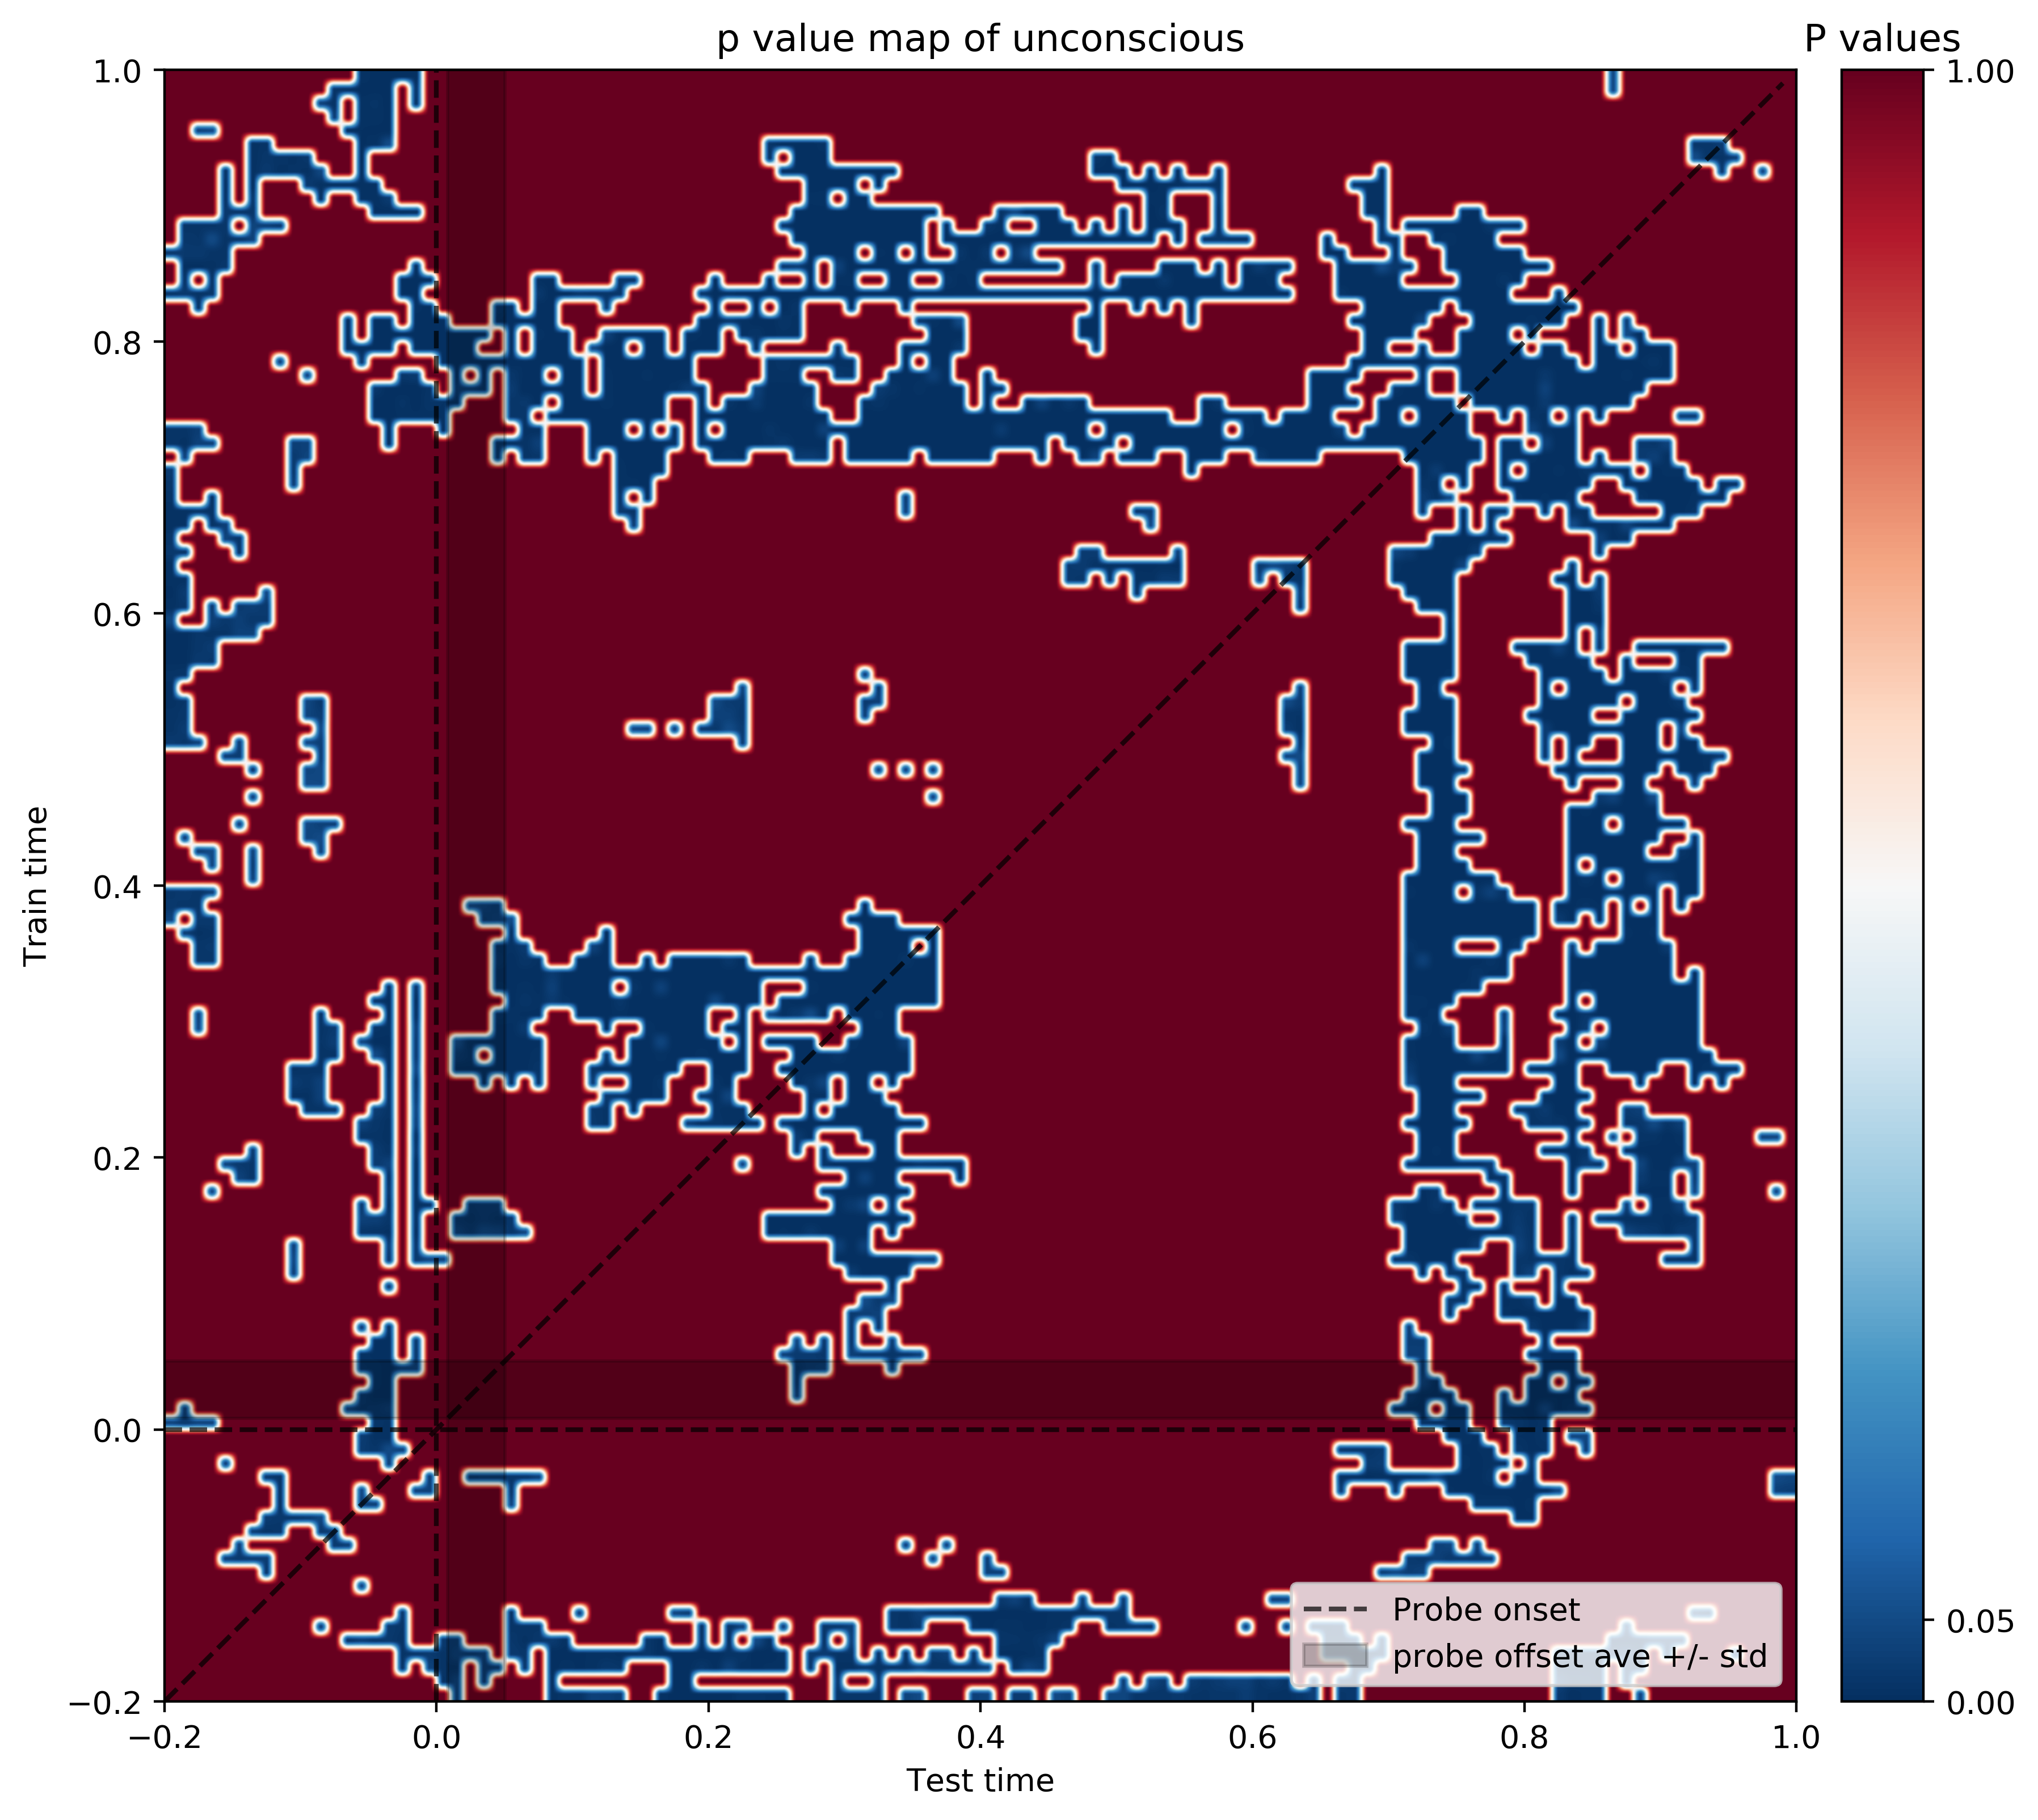 p value map of unconscious
P values
1.0
0.8
0.6
0.4
0.2
0.0
−0.2
Train time
−0.2
0.0
0.2
0.4
0.6
0.8
1.0
Test time
Probe onset
probe offset ave +/- std
1.00
0.05
0.00